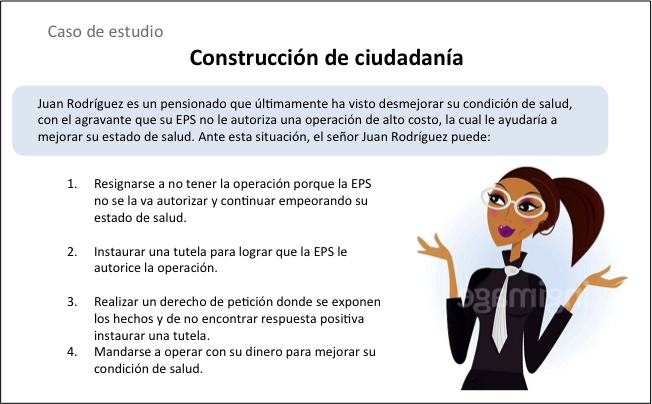 Caso de estudio
Construcción de ciudadanía
Juan Rodríguez es un pensionado que últimamente ha visto desmejorar su condición de salud,
con el agravante que su EPS no le autoriza una operación de alto costo, la cual le ayudaría a
mejorar su estado de salud. Ante esta situación, el señor Juan Rodríguez puede:
1. Resignarse a no tener la operación porque la EPS
no se la va autorizar y continuar empeorando su
estado de salud.
2. Instaurar una tutela para lograr que la EPS le
autorice la operación.
3. Realizar un derecho de petición donde se exponen
los hechos y de no encontrar respuesta positiva
instaurar una tutela.
4. Mandarse a operar con su dinero para mejorar su
condición de salud.